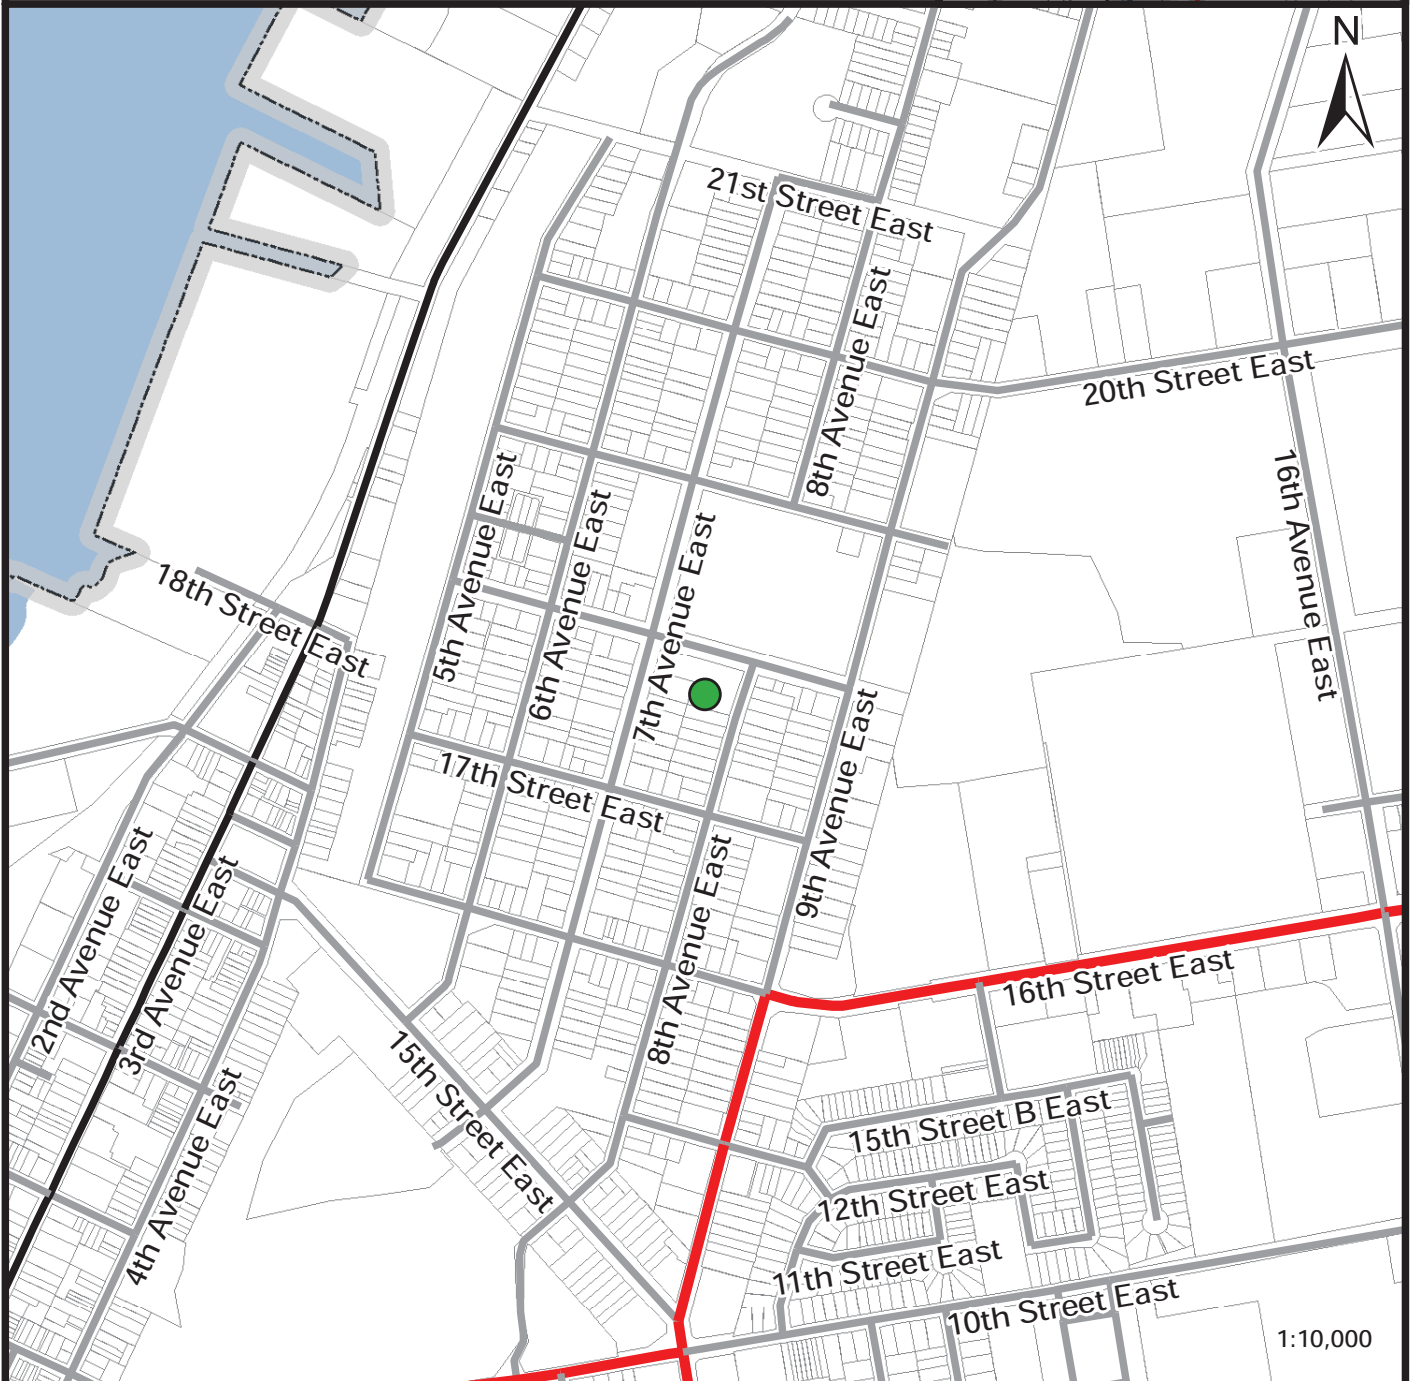 N
21st Street East
8th Avenue East
20th Street East
16th Avenue East
5th Avenue East
6th Avenue East
7th Avenue East
18th Street East
9th Avenue East
17th Street East
2nd Avenue East
3rd Avenue East
8th Avenue East
16th Street East
15th Street East
15th Street B East
4th Avenue East
12th Street East
11th Street East
10th Street East
1:10,000